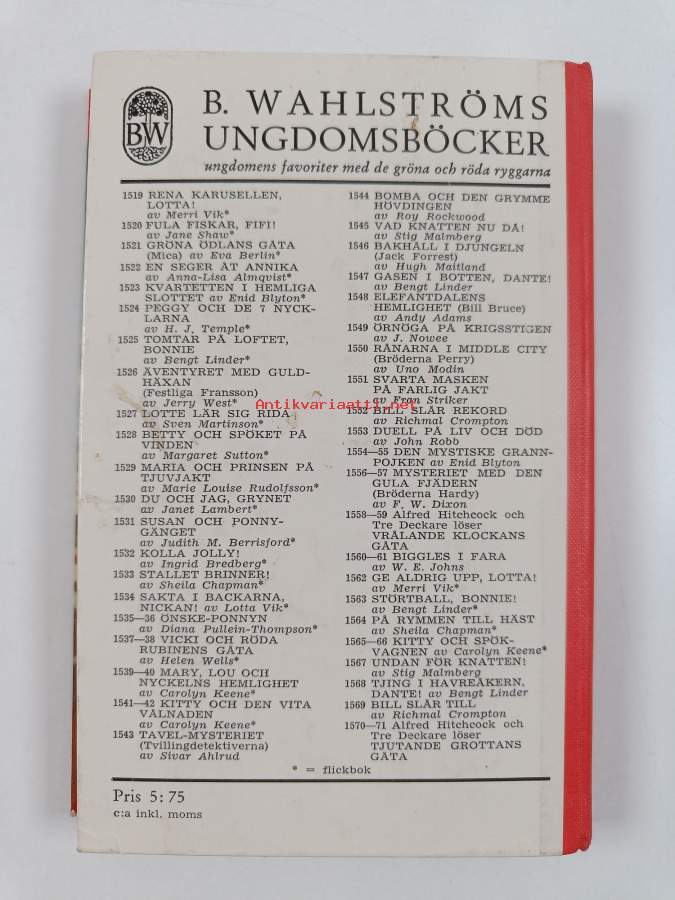 BW
B. WAHLSTRÖMS
UNGDOMSBÖCKER
ungdomens favoriter med de gröna och röda ryggarna
1519 RENA KARUSELLEN,
LOTTA!
av Merri Vik*
1520 FULA FISKAR, FIFI!
av Jane Shaw*
1521 GRÖNA ÖDLANS GÅTA
(Mica) av Eva Berlin*
1522 EN SEGER ÅT ANNIKA
av Anna-Lisa Almqvist*
1523 KVARTETTEN I HEMLIGA
SLOTTET av Enid Blyton*
1524 PEGGY OCH DE 7 NYCK-
LARNA
av H. J. Temple*
1525 TOMTAR PÅ LOFTET,
BONNIE
av Bengt Linder*
1526 ÄVENTYRET MED GULD-
HÄXAN
(Festliga Fransson)
av Jerry West*
1527 LOTTE LÄR SIG RIDA
av Sven Martinson*
1528 BETTY OCH SPÖKET PÅ
VINDEN
av Margaret Sutton*
1529 MARIA OCH PRINSEN PÅ
TJUVJAKT
av Marie Louise Rudolfsson*
1530 DU OCH JAG, GRYNET
av Janet Lambert*
1531 SUSAN OCH PONNY-
GÄNGET
av Judith M. Berrisford*
1532 KOLLA JOLLY!
av Ingrid Bredberg*
1533 STALLET BRINNER!
av Sheila Chapman*
1534 SAKTA I BACKARNA,
NICKAN! av Lotta Vik*
1535—36 ÖNSKE-PONNYN
av Diana Pullein-Thompson*
1537—38 VICKI OCH RÖDA
RUBINENS GÅTA
av Helen Wells*
1539—40 MARY, LOU OCH
NYCKELNS HEMLIGHET
av Carolyn Keene*
1541—42 KITTY OCH DEN VITA
VÅLNADEN
av Carolyn Keene*
1543 TAVEL-MYSTERIET
(Tvillingdetektiverna)
av Sivar Ahlrud
1544 BOMBA OCH DEN GRYMME
HÖVDINGEN
av Roy Rockwood
1545 VAD KNATTEN NU DÅ!
av Stig Malmberg
1546 BAKHÅLL I DJUNGELN
(Jack Forrest)
av Hugh Maitland
1547 GASEN I BOTTEN, DANTE!
av Bengt Linder
1548 ELEFANTDALENS
HEMLIGHET (Bill Bruce)
av Andy Adams
1549 ÖRNÖGA PÅ KRIGSSTIGEN
av J. Nowee
1550 RÅNARNA I MIDDLE CITY
(Bröderna Perry)
av Uno Modin
1551 SVARTA MASKEN
PÅ FARLIG JAKT
av Fran Striker
1552 BILL SLÅR REKORD
av Richmal Crompton
1553 DUELL PÅ LIV OCH DÖD
av John Robb
1554—55 DEN MYSTISKE GRANN-
POJKEN av Enid Blyton
1556—57 MYSTERIET MED DEN
GULA FJÄDERN
(Bröderna Hardy)
av F. W. Dixon
1558—59 Alfred Hitchcock och
Tre Deckare löser
VRÅLANDE KLOCKANS
GÅTA
1560—61 BIGGLES I FARA
av W. E. Johns
1562 GE ALDRIG UPP, LOTTA!
av Merri Vik*
1563 STÖRTBALL, BONNIE!
av Bengt Linder*
1564 PÅ RYMMEN TILL HÄST
av Sheila Chapman*
1565—66 KITTY OCH SPÖK-
VAGNEN av Carolyn Keene*
1567 UNDAN FÖR KNATTEN!
av Stig Malmberg
1568 TJING I HAVREÅKERN,
DANTE! av Bengt Linder
1569 BILL SLÅR TILL
av Richmal Crompton
1570—71 Alfred Hitchcock och
Tre Deckare löser
TJUTANDE GROTTANS
GÅTA
* = flickbok
Pris 5: 75
c:a inkl. moms
Antikvariaatti.net